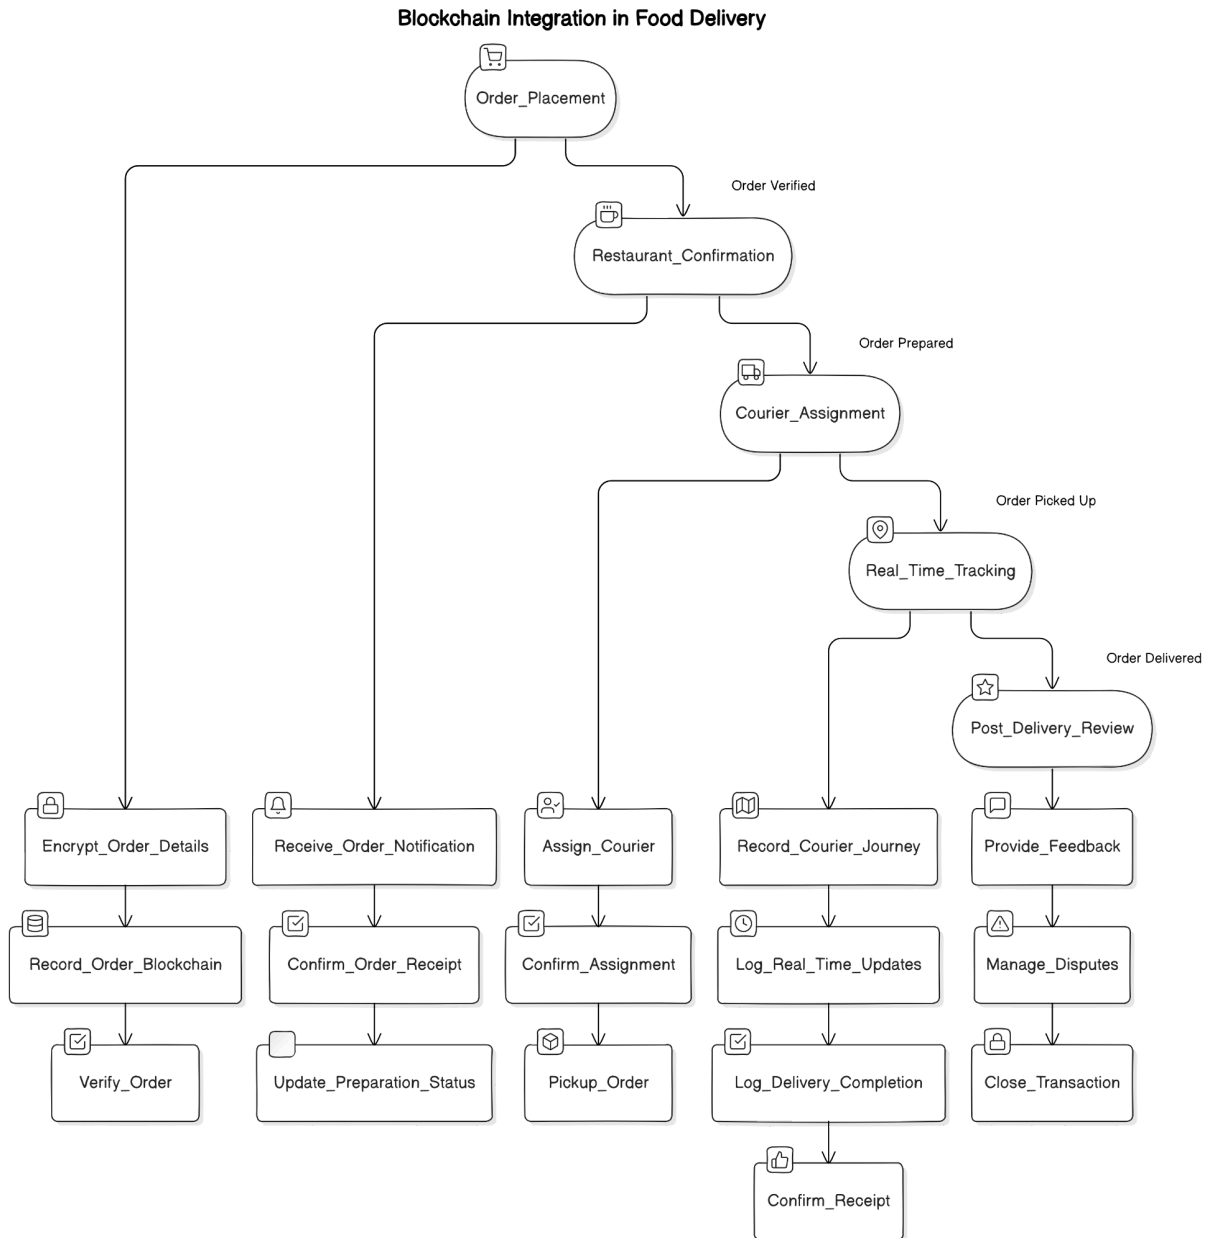 Blockchain Integration in Food Delivery
Order_Placement
Order Verified
Restaurant_Confirmation
Order Prepared
Courier_Assignment
Order Picked Up
Real_Time_Tracking
Order Delivered
Post_Delivery_Review
Encrypt_Order_Details
Receive_Order_Notification
Assign_Courier
Record_Courier_Journey
Provide_Feedback
Record_Order_Blockchain
Confirm_Order_Receipt
Confirm_Assignment
Log_Real_Time_Updates
Manage_Disputes
Verify_Order
Update_Preparation_Status
Pickup_Order
Log_Delivery_Completion
Close_Transaction
Confirm_Receipt